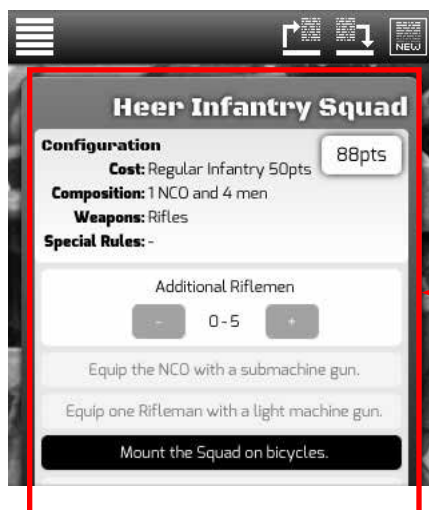 NEW
Heer Infantry Squad
Configuration
88pts
Cost: Regular Infantry 50pts
Composition: 1 NCO and 4 men
Weapons: Rifles
Special Rules: -
Additional Riflemen
- 0-5 +
Equip the NCO with a submachine gun.
Equip one Rifleman with a light machine gun.
Mount the Squad on bicycles.